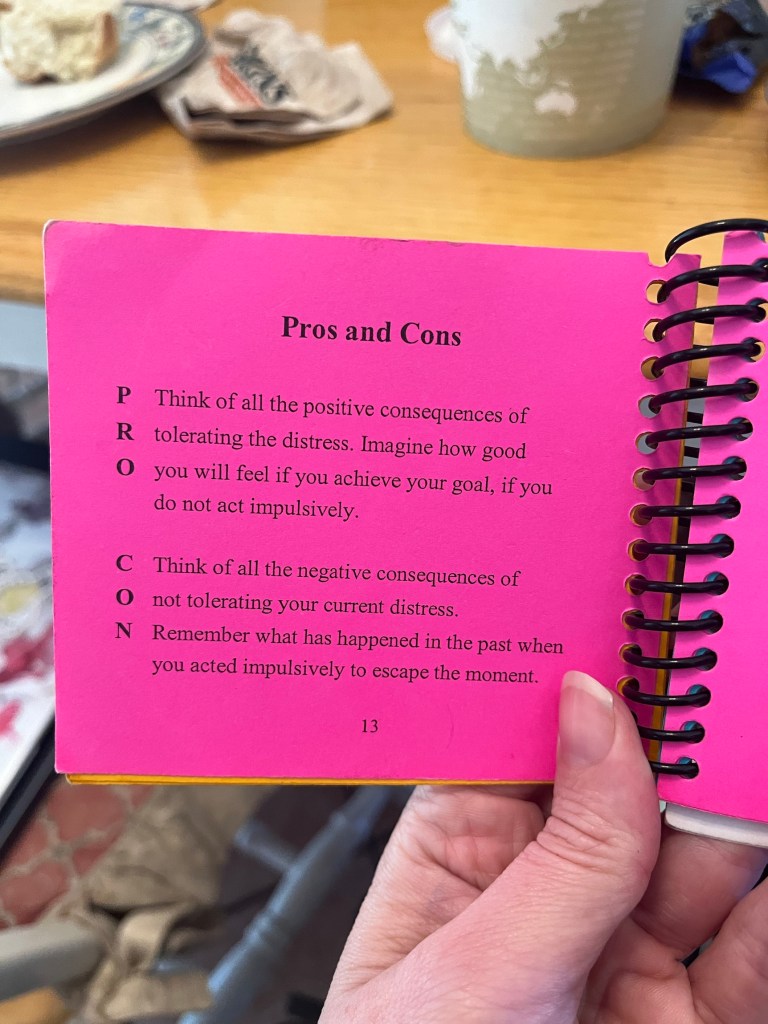 Pros and Cons
P Think of all the positive consequences of
R tolerating the distress. Imagine how good
O you will feel if you achieve your goal, if you
do not act impulsively.
C Think of all the negative consequences of
O not tolerating your current distress.
N Remember what has happened in the past when
you acted impulsively to escape the moment.
13